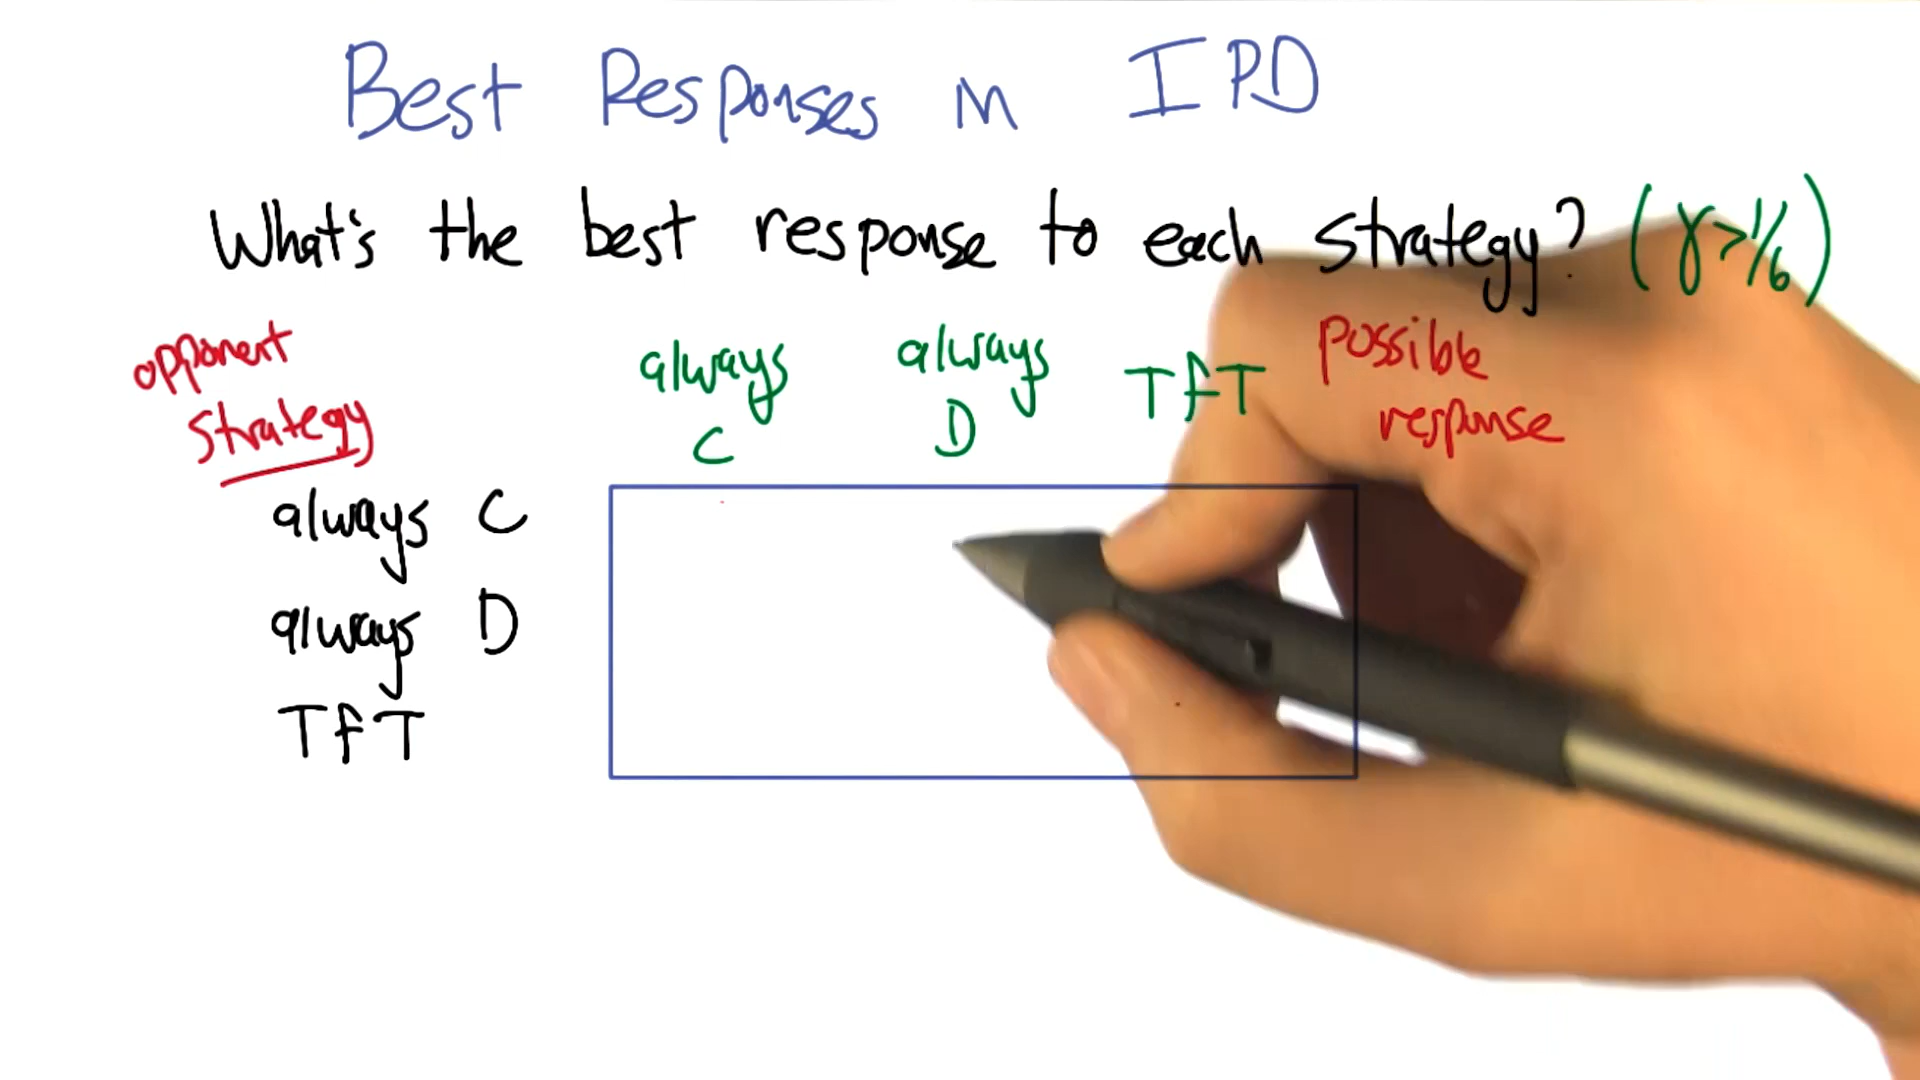 Best Responses in IPD
What's the best response to each strategy? (γ>1/6)
opponent
strategy
always C
always D
TfT
always
C
always
D
TfT
possible
response